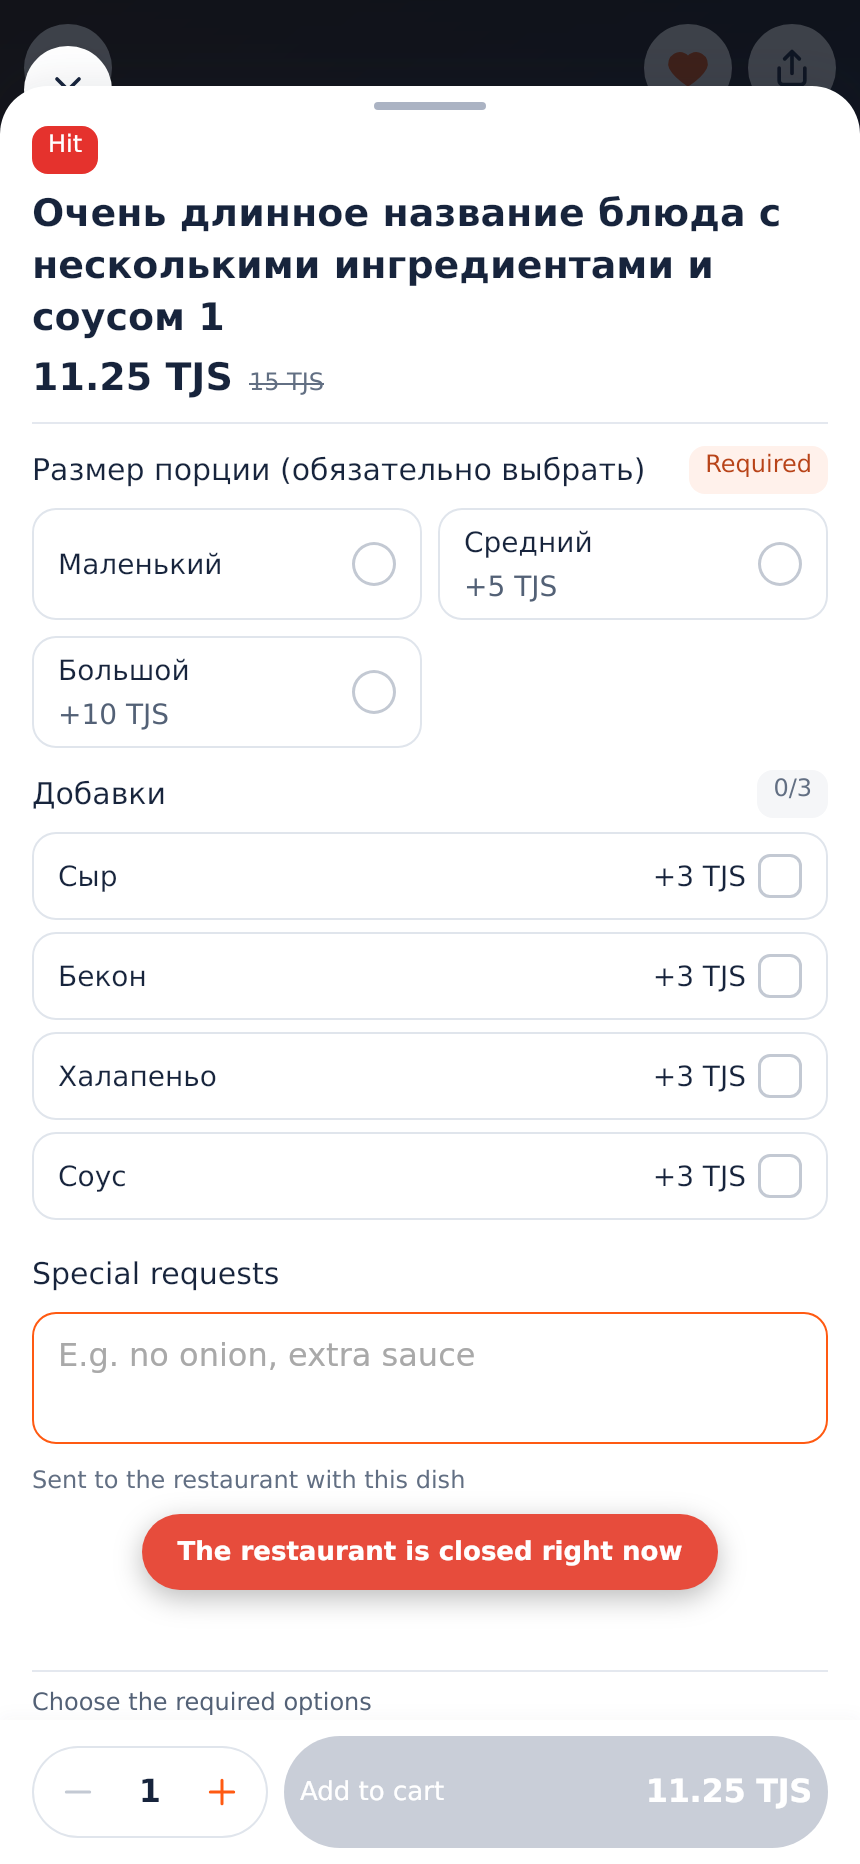 Hit
Очень длинное название блюда с
несколькими ингредиентами и
соусом 1
11.25 TJS 15 TJS
Размер порции (обязательно выбрать) Required
Маленький
Средний
+5 TJS
Большой
+10 TJS
Добавки 0/3
Сыр +3 TJS
Бекон +3 TJS
Халапеньо +3 TJS
Соус +3 TJS
Special requests
E.g. no onion, extra sauce
Sent to the restaurant with this dish
The restaurant is closed right now
Choose the required options
1 Add to cart 11.25 TJS